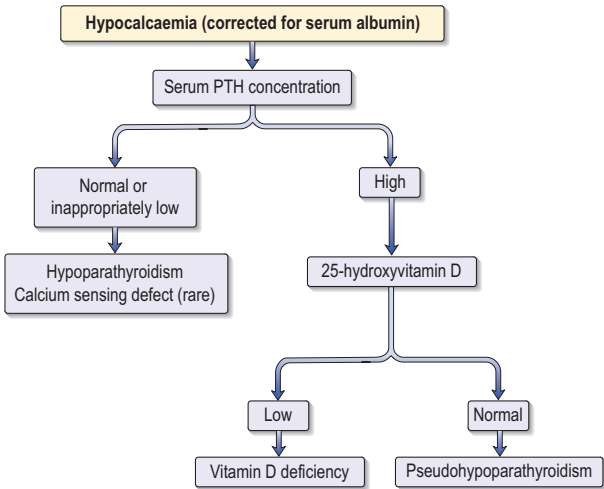 Hypocalcaemia (corrected for serum albumin)
Serum PTH concentration
Normal or
inappropriately low
High
Hypoparathyroidism
Calcium sensing defect (rare)
25-hydroxyvitamin D
Low
Normal
Vitamin D deficiency
Pseudohypoparathyroidism